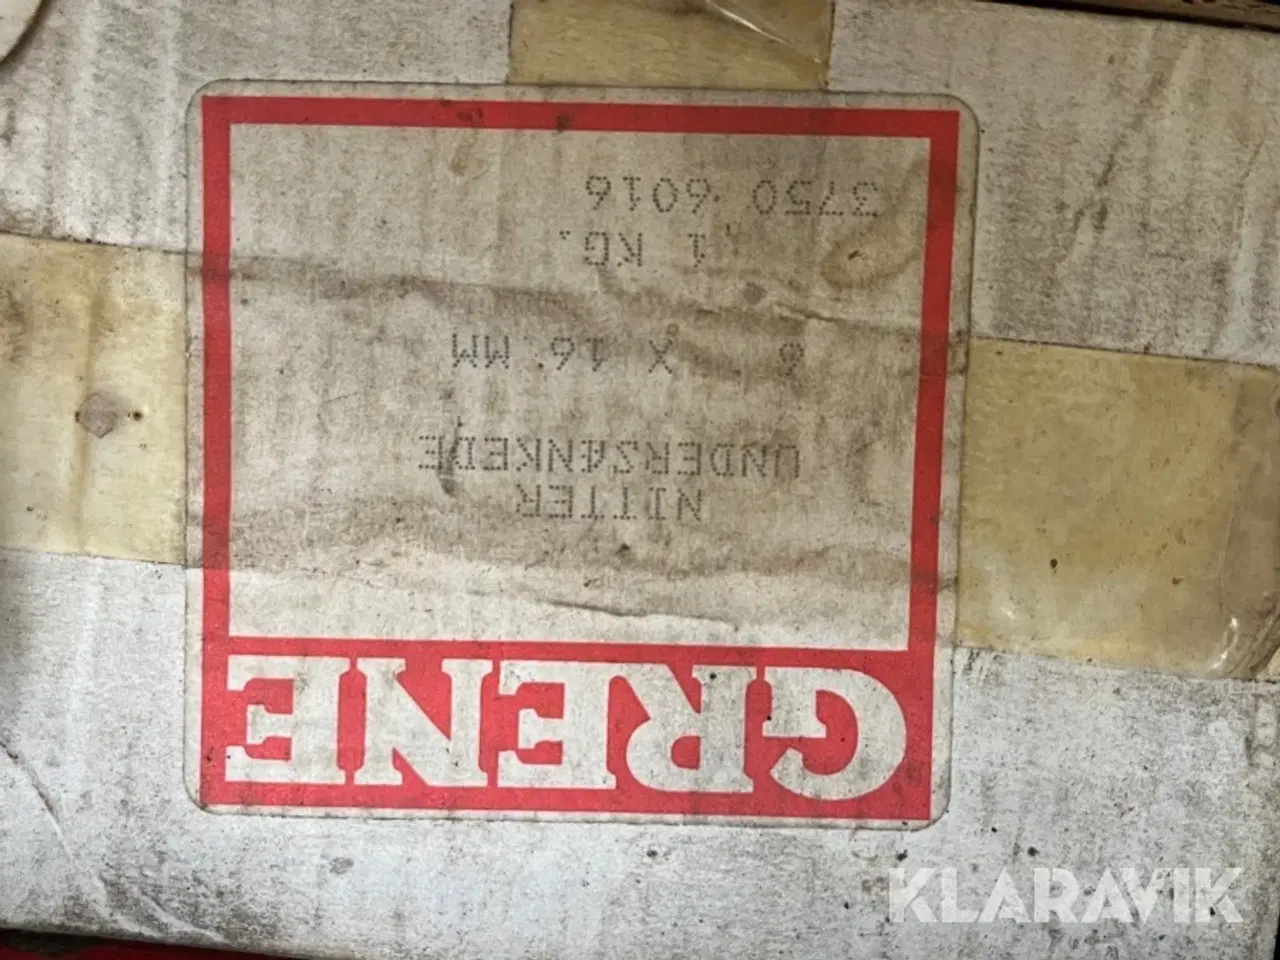 GRENE
NITTER
UNDERSÆNKEDE
6 X 16 MM
1 KG.
3750 6016
KLARAVIK